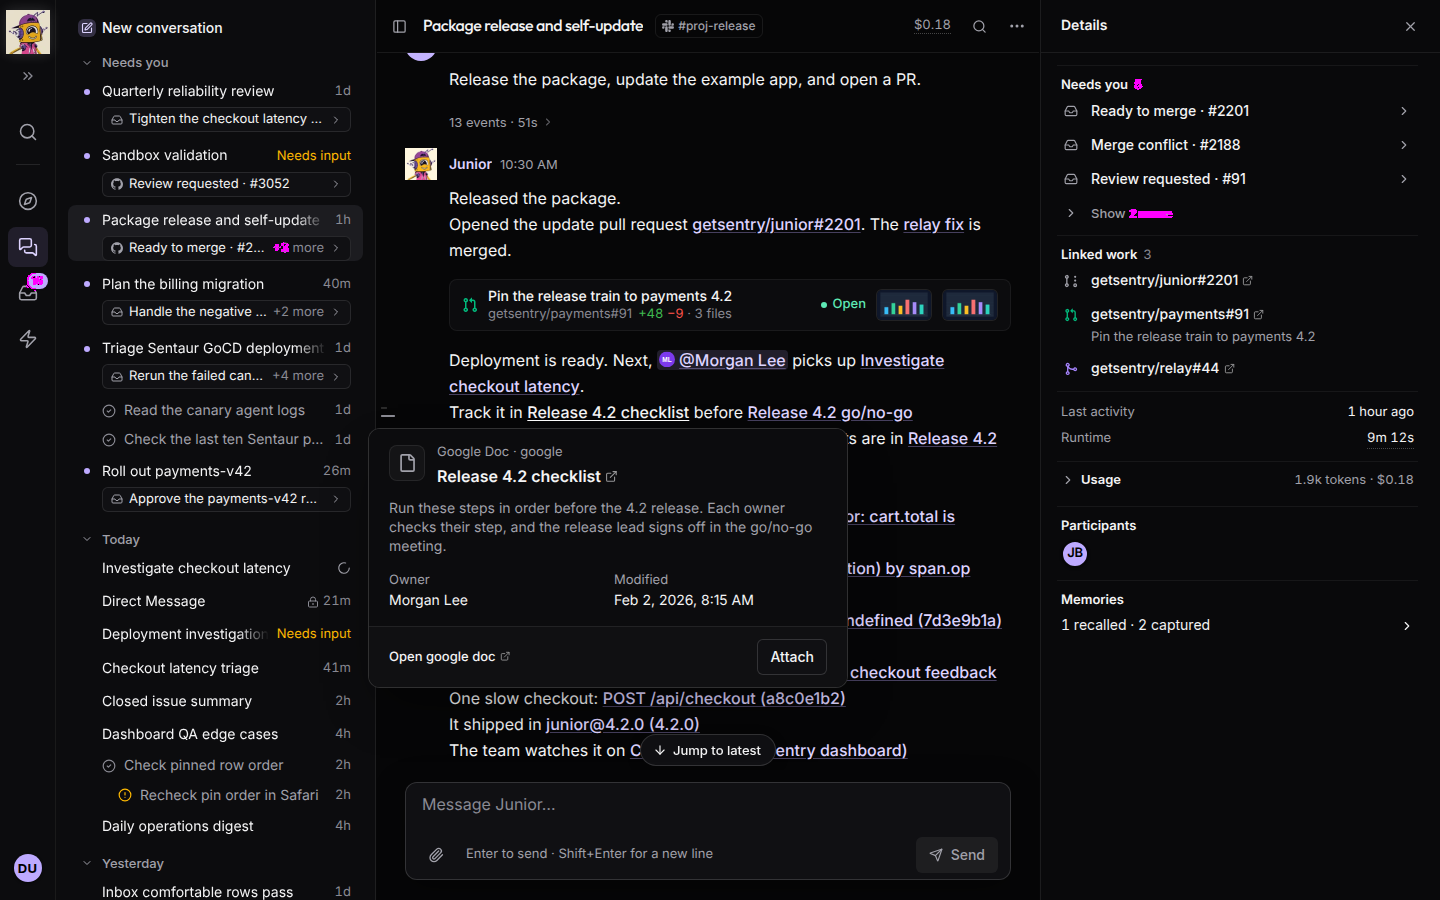 New conversation
Needs you
Quarterly reliability review 1d
Tighten the checkout latency ...
Sandbox validation Needs input
Review requested · #3052
Package release and self-update 1h
Ready to merge · #2... more
Plan the billing migration 40m
Handle the negative ... +2 more
Triage Sentaur GoCD deployment 1d
Rerun the failed can... +4 more
Read the canary agent logs 1d
Check the last ten Sentaur p... 1d
Roll out payments-v42 26m
Approve the payments-v42 r...
Today
Investigate checkout latency
Direct Message 21m
Deployment investigation Needs input
Checkout latency triage 41m
Closed issue summary 2h
Dashboard QA edge cases 4h
Check pinned row order 2h
Recheck pin order in Safari 2h
Daily operations digest 4h
Yesterday
Inbox comfortable rows pass 1d
DU
Package release and self-update #proj-release $0.18
Release the package, update the example app, and open a PR.
13 events · 51s
Junior 10:30 AM
Released the package.
Opened the update pull request getsentry/junior#2201. The relay fix is
merged.
Pin the release train to payments 4.2
getsentry/payments#91 +48 −9 · 3 files
Open
Deployment is ready. Next, ML @Morgan Lee picks up Investigate
checkout latency.
Track it in Release 4.2 checklist before Release 4.2 go/no-go
s are in Release 4.2
or: cart.total is
tion) by span.op
ndefined (7d3e9b1a)
checkout feedback
Google Doc · google
Release 4.2 checklist
Run these steps in order before the 4.2 release. Each owner
checks their step, and the release lead signs off in the go/no-go
meeting.
Owner Modified
Morgan Lee Feb 2, 2026, 8:15 AM
Open google doc Attach
One slow checkout: POST /api/checkout (a8c0e1b2)
It shipped in junior@4.2.0 (4.2.0)
The team watches it on C entry dashboard)
Jump to latest
Message Junior...
Enter to send · Shift+Enter for a new line
Send
Details
Needs you
Ready to merge · #2201
Merge conflict · #2188
Review requested · #91
Show
Linked work 3
getsentry/junior#2201
getsentry/payments#91
Pin the release train to payments 4.2
getsentry/relay#44
Last activity 1 hour ago
Runtime 9m 12s
Usage 1.9k tokens · $0.18
Participants
JB
Memories
1 recalled · 2 captured